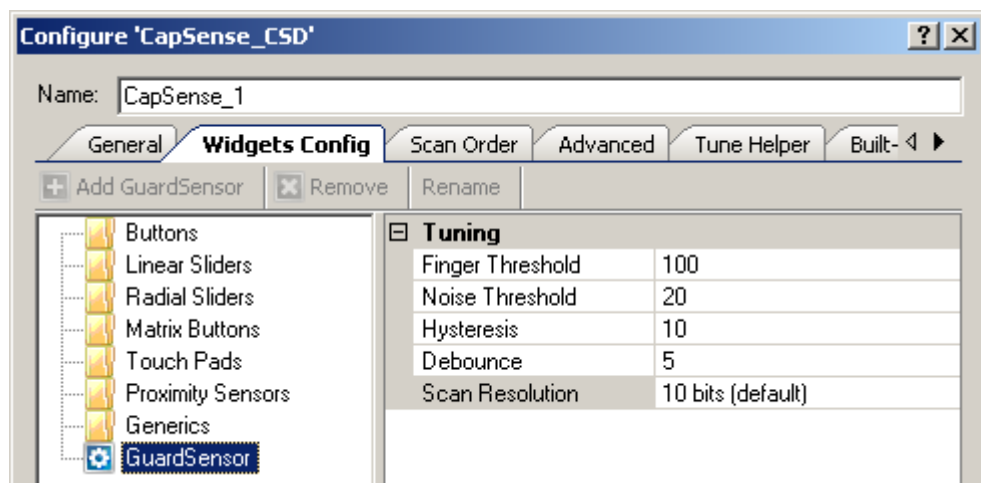 Configure 'CapSense_CSD'
Name: CapSense_1
General Widgets Config Scan Order Advanced Tune Helper Built-
Add GuardSensor Remove Rename
Buttons
Linear Sliders
Radial Sliders
Matrix Buttons
Touch Pads
Proximity Sensors
Generics
GuardSensor
Tuning
Finger Threshold 100
Noise Threshold 20
Hysteresis 10
Debounce 5
Scan Resolution 10 bits (default)